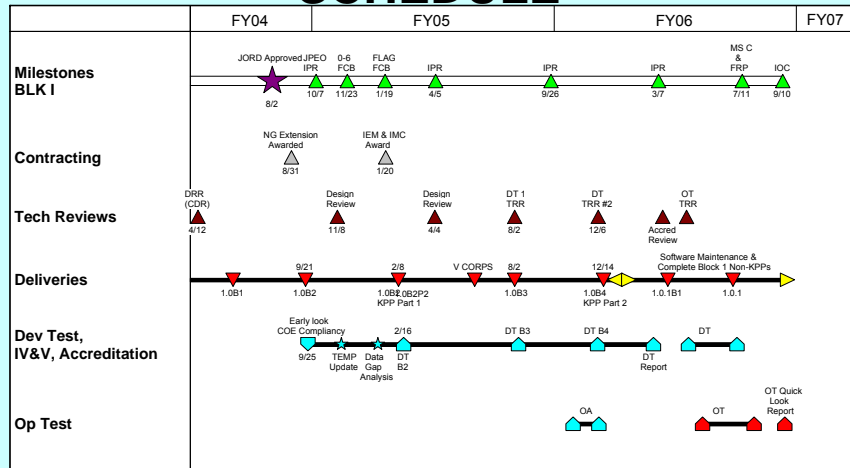 SCHEDULE
FY04 FY05 FY06 FY07
Milestones
BLK I
JORD Approved
8/2
JPEO
IPR
10/7
0-6
FCB
11/23
FLAG
FCB
1/19
IPR
4/5
IPR
9/26
IPR
3/7
MS C
&
FRP
7/11
IOC
9/10
Contracting
NG Extension
Awarded
8/31
IEM & IMC
Award
1/20
Tech Reviews
DRR
(CDR)
4/12
Design
Review
11/8
Design
Review
4/4
DT 1
TRR
8/2
DT
TRR #2
12/6
Accred
Review
OT
TRR
Deliveries
1.0B1
9/21
1.0B2
2/8
1.0B2P2
KPP Part 1
V CORPS
8/2
1.0B3
12/14
1.0B4
KPP Part 2
Software Maintenance &
Complete Block 1 Non-KPPs
1.0.1B1
1.0.1
Dev Test,
IV&V, Accreditation
Early look
COE Compliancy
9/25
TEMP
Update
Data
Gap
Analysis
2/16
DT
B2
DT B3
DT B4
DT
Report
DT
Op Test
OA
OT
OT Quick
Look
Report